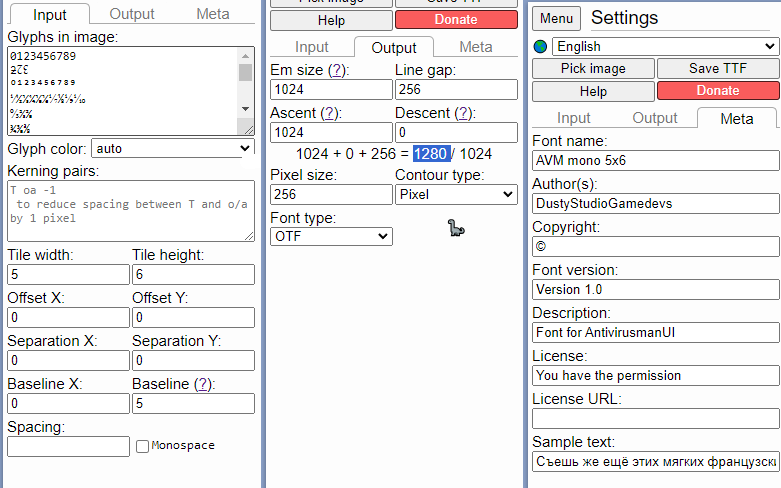 Input Output Meta
Glyphs in image:
0123456789
⁰¹²³⁴⁵⁶⁷⁸⁹
Glyph color: auto
Kerning pairs:
T oa -1
to reduce spacing between T and o/a
by 1 pixel
Tile width: Tile height:
5 6
Offset X: Offset Y:
0 0
Separation X: Separation Y:
0 0
Baseline X: Baseline (?):
0 5
Spacing:
Monospace
Pick image Save TTF
Help Donate
Input Output Meta
Em size (?): Line gap:
1024 256
Ascent (?): Descent (?):
1024 0
1024 + 0 + 256 = 1280 / 1024
Pixel size: Contour type:
256 Pixel
Font type:
OTF
Menu Settings
English
Pick image Save TTF
Help Donate
Input Output Meta
Font name:
AVM mono 5x6
Author(s):
DustyStudioGamedevs
Copyright:
©
Font version:
Version 1.0
Description:
Font for AntivirusmanUI
License:
You have the permission
License URL:
Sample text:
Съешь же ещё этих мягких французски